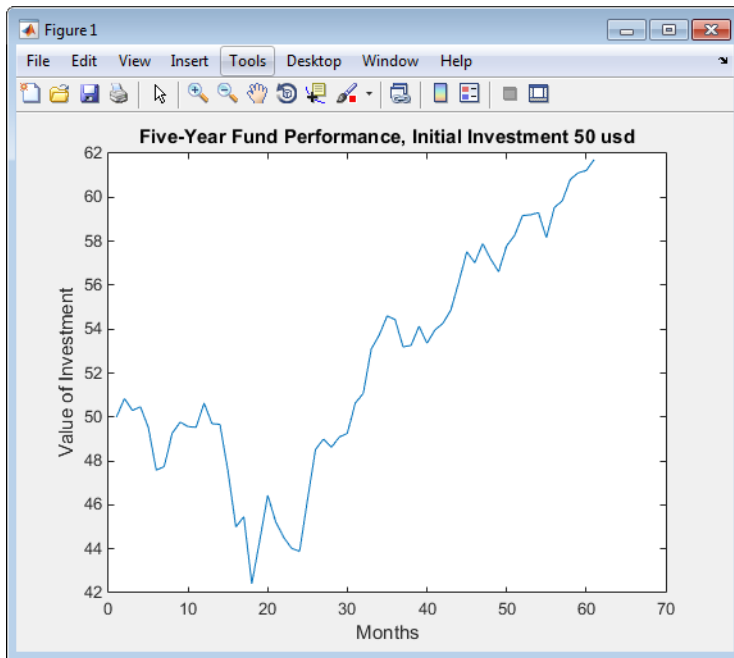 Figure 1
File Edit View Insert Tools Desktop Window Help
Five-Year Fund Performance, Initial Investment 50 usd
62
60
58
56
54
52
50
48
46
44
42
Value of Investment
0 10 20 30 40 50 60 70
Months